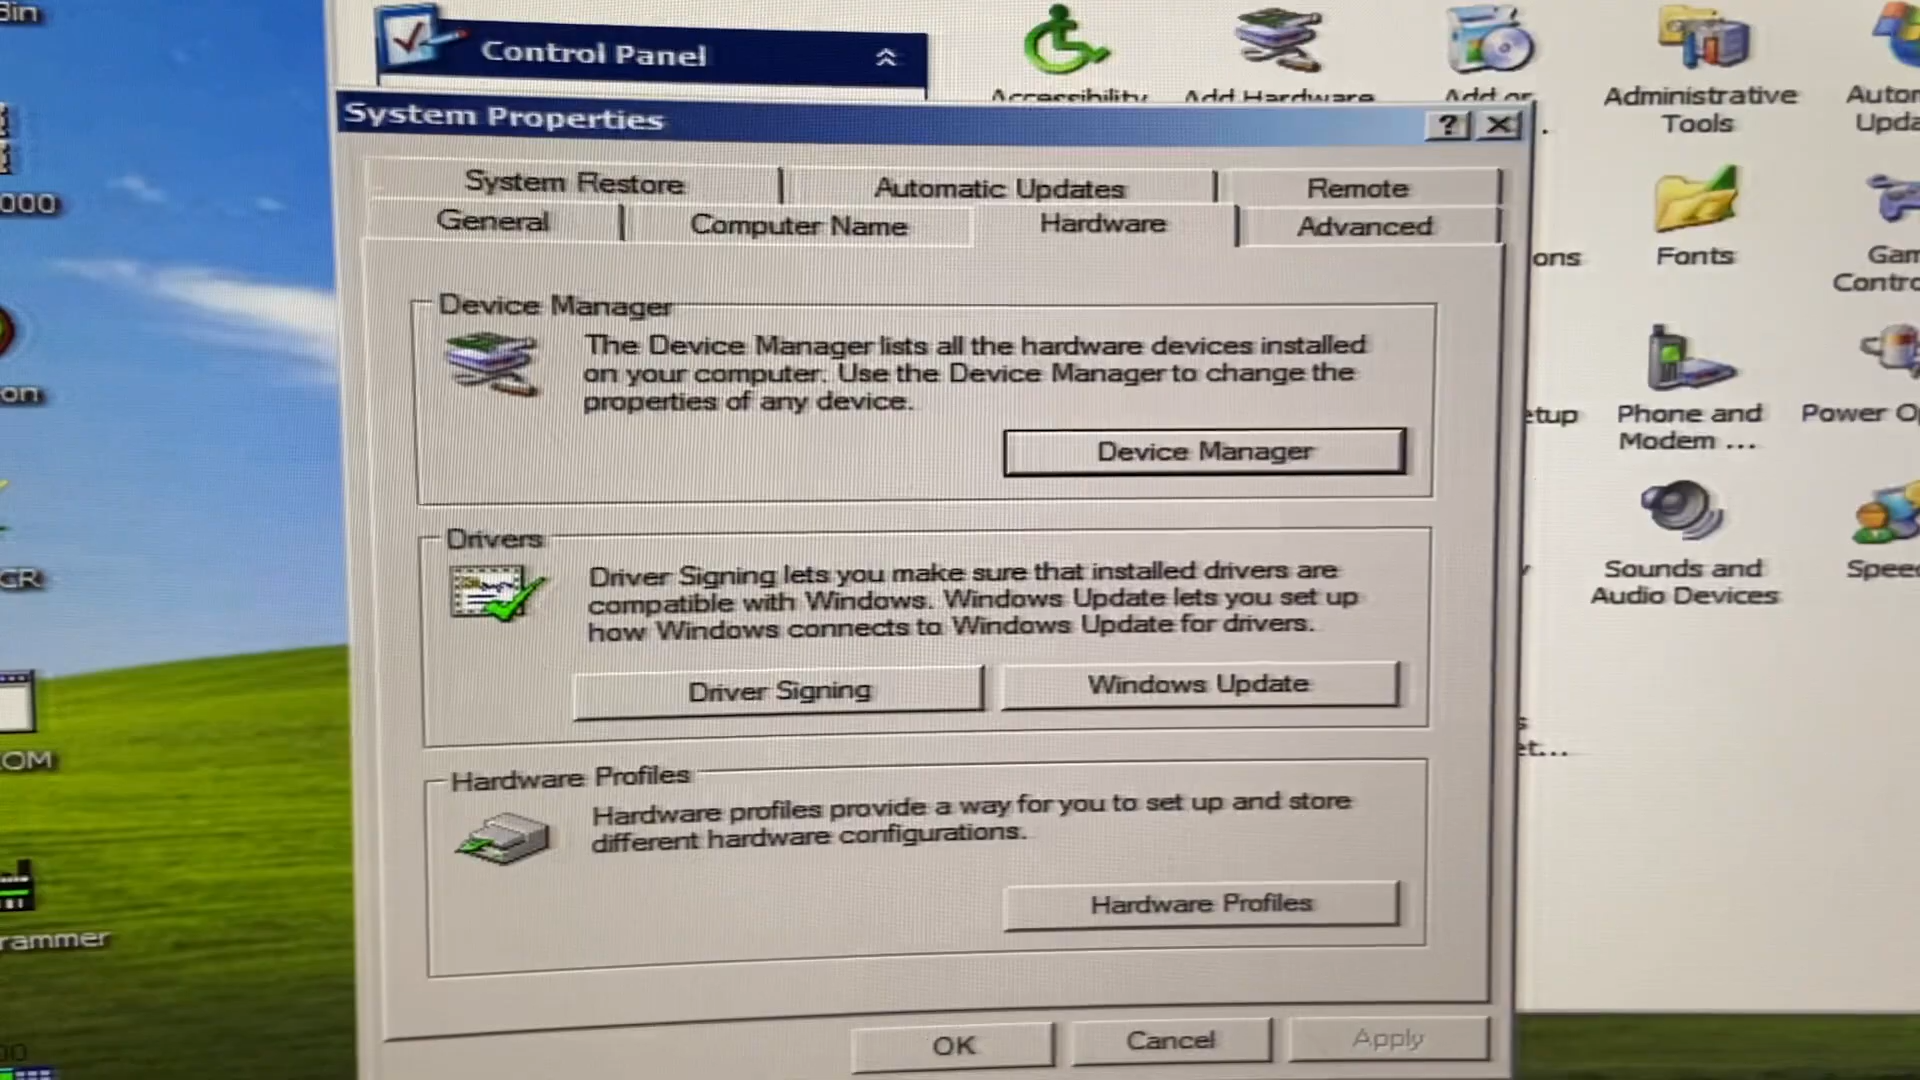 Bin
Control Panel
Administrative
Tools
System Properties
000
System Restore
Automatic Updates
Remote
General
Computer Name
Hardware
Advanced
Fonts
Device Manager
The Device Manager lists all the hardware devices installed
on your computer. Use the Device Manager to change the
properties of any device.
Device Manager
Phone and
Modem ...
Drivers
Driver Signing lets you make sure that installed drivers are
compatible with Windows. Windows Update lets you set up
how Windows connects to Windows Update for drivers.
Driver Signing
Windows Update
Sounds and
Audio Devices
Hardware Profiles
Hardware profiles provide a way for you to set up and store
different hardware configurations.
Hardware Profiles
OK
Cancel
Apply